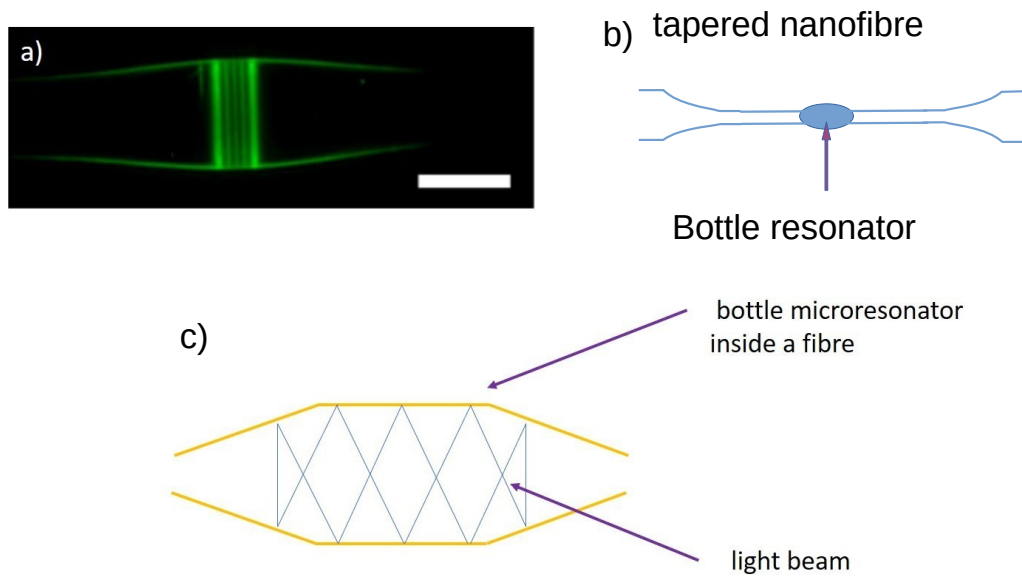 a)
b) tapered nanofibre
Bottle resonator
c)
bottle microresonator
inside a fibre
light beam